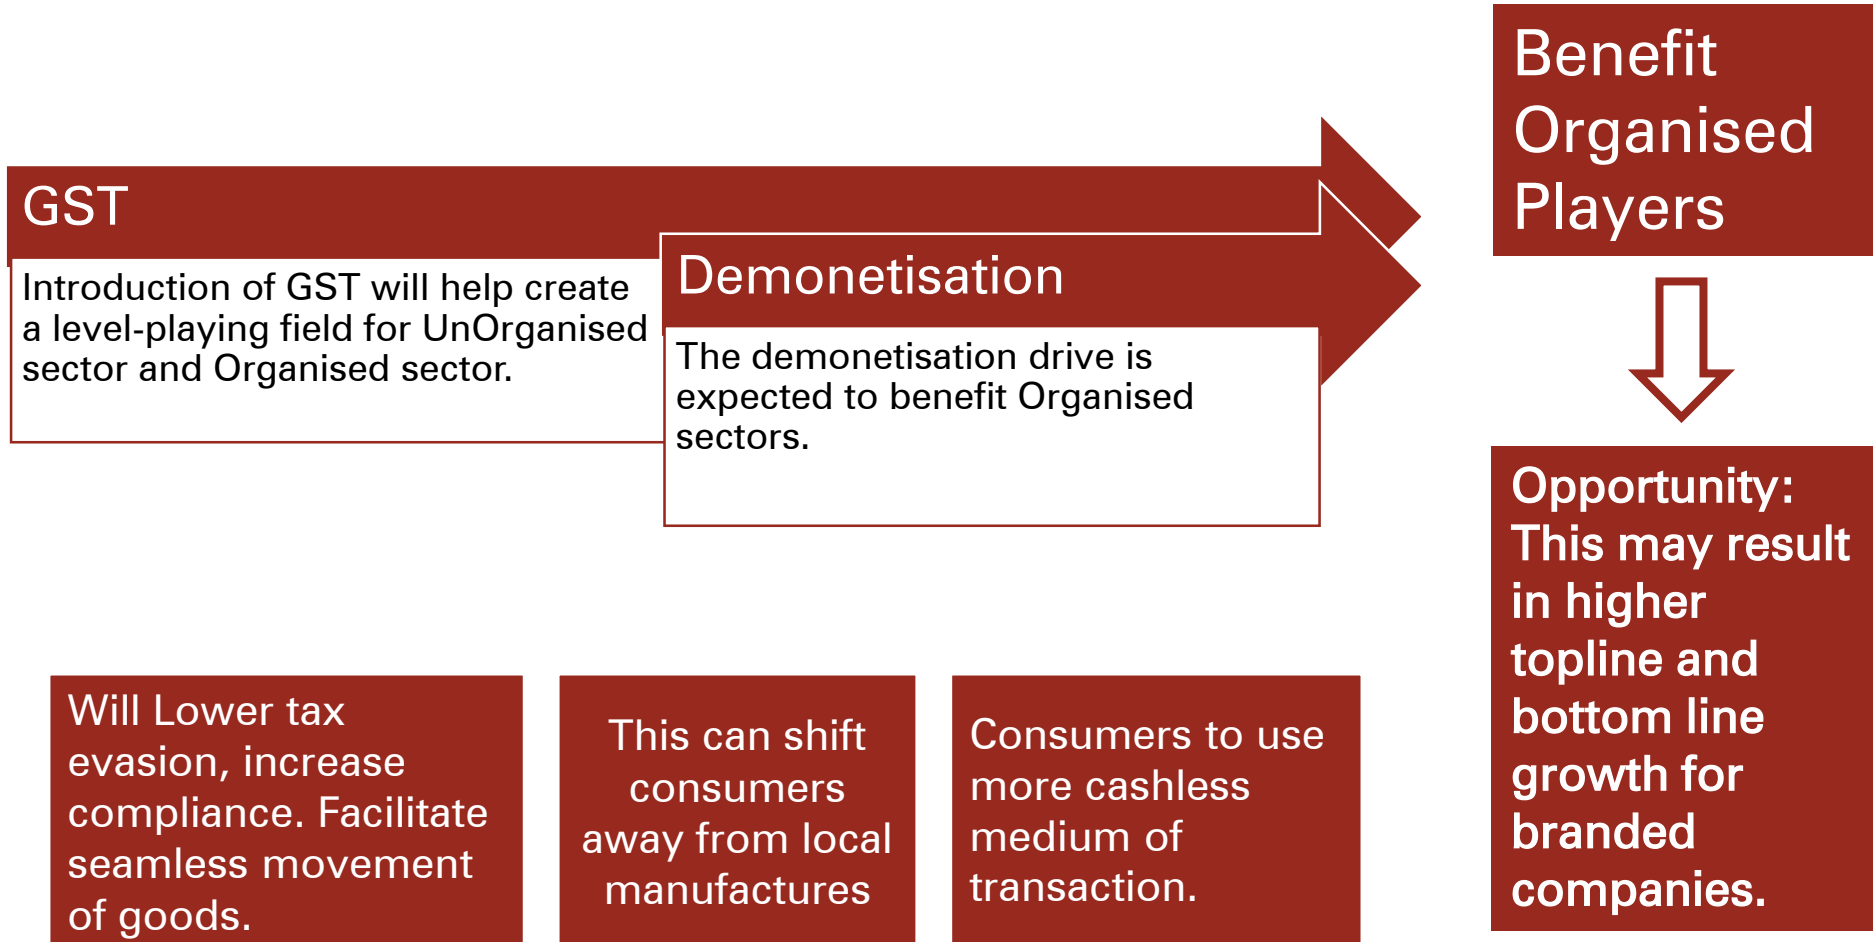 GST
Introduction of GST will help create
a level-playing field for UnOrganised
sector and Organised sector.
Demonetisation
The demonetisation drive is
expected to benefit Organised
sectors.
Benefit
Organised
Players
Opportunity:
This may result
in higher
topline and
bottom line
growth for
branded
companies.
Will Lower tax
evasion, increase
compliance. Facilitate
seamless movement
of goods.
This can shift
consumers
away from local
manufactures
Consumers to use
more cashless
medium of
transaction.